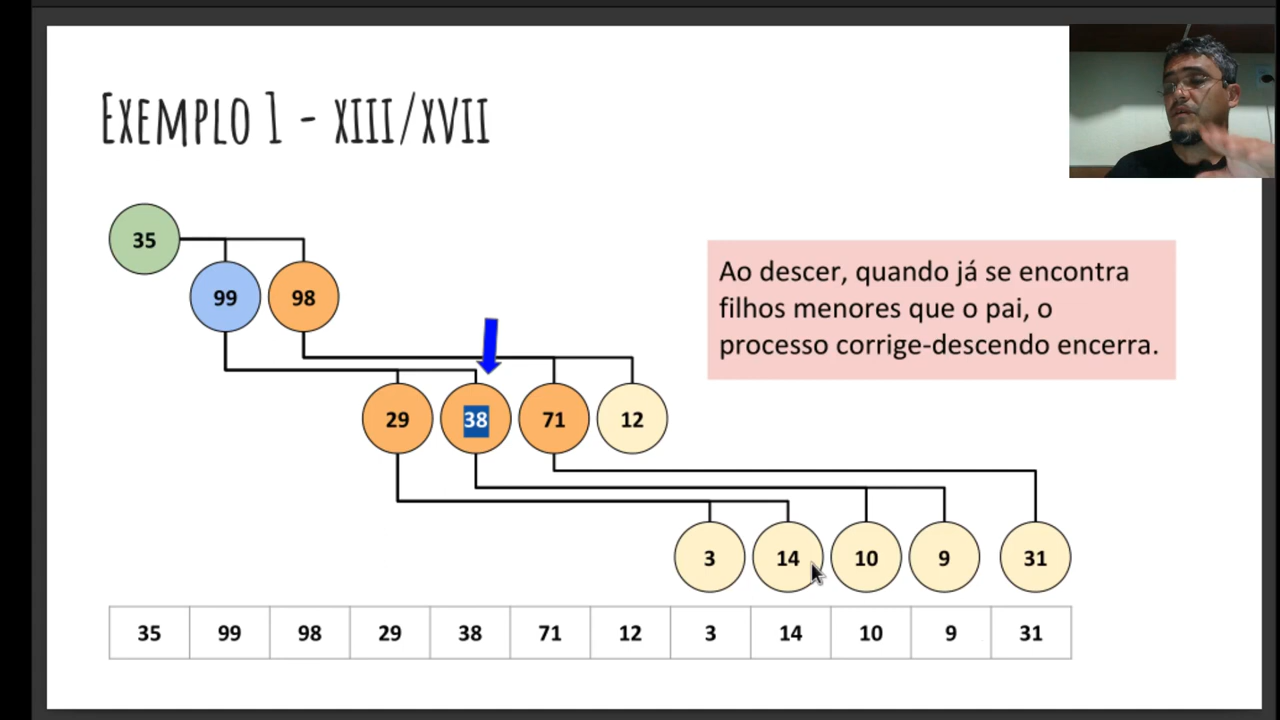 Exemplo 1 - XIII/XVII
35
99 98
Ao descer, quando já se encontra
filhos menores que o pai, o
processo corrige-descendo encerra.
29 38 71 12
3 14 10 9 31
35 99 98 29 38 71 12 3 14 10 9 31